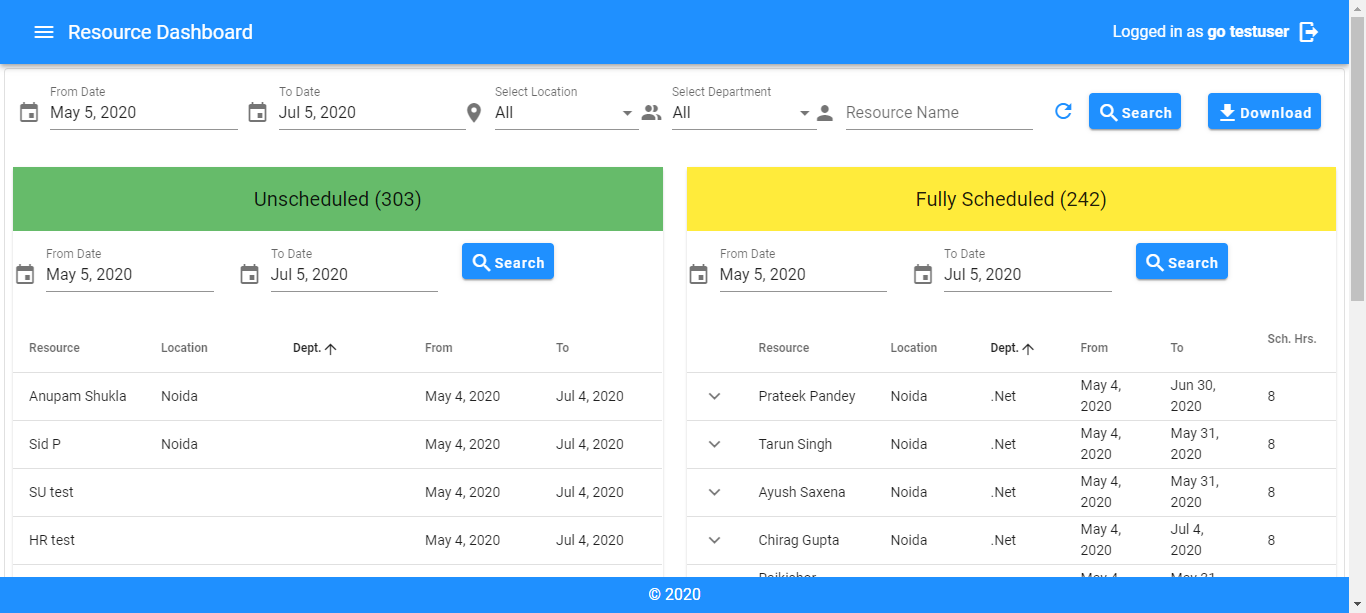 Resource Dashboard
Logged in as go testuser
From Date To Date Select Location Select Department
May 5, 2020 Jul 5, 2020 All All Resource Name Search Download
Unscheduled (303)
From Date To Date
May 5, 2020 Jul 5, 2020 Search
Resource Location Dept. From To
Anupam Shukla Noida May 4, 2020 Jul 4, 2020
Sid P Noida May 4, 2020 Jul 4, 2020
SU test May 4, 2020 Jul 4, 2020
HR test May 4, 2020 Jul 4, 2020
Fully Scheduled (242)
From Date To Date
May 5, 2020 Jul 5, 2020 Search
Resource Location Dept. From To Sch. Hrs.
Prateek Pandey Noida .Net May 4, 2020 Jun 30, 2020 8
Tarun Singh Noida .Net May 4, 2020 May 31, 2020 8
Ayush Saxena Noida .Net May 4, 2020 May 31, 2020 8
Chirag Gupta Noida .Net May 4, 2020 Jul 4, 2020 8
© 2020